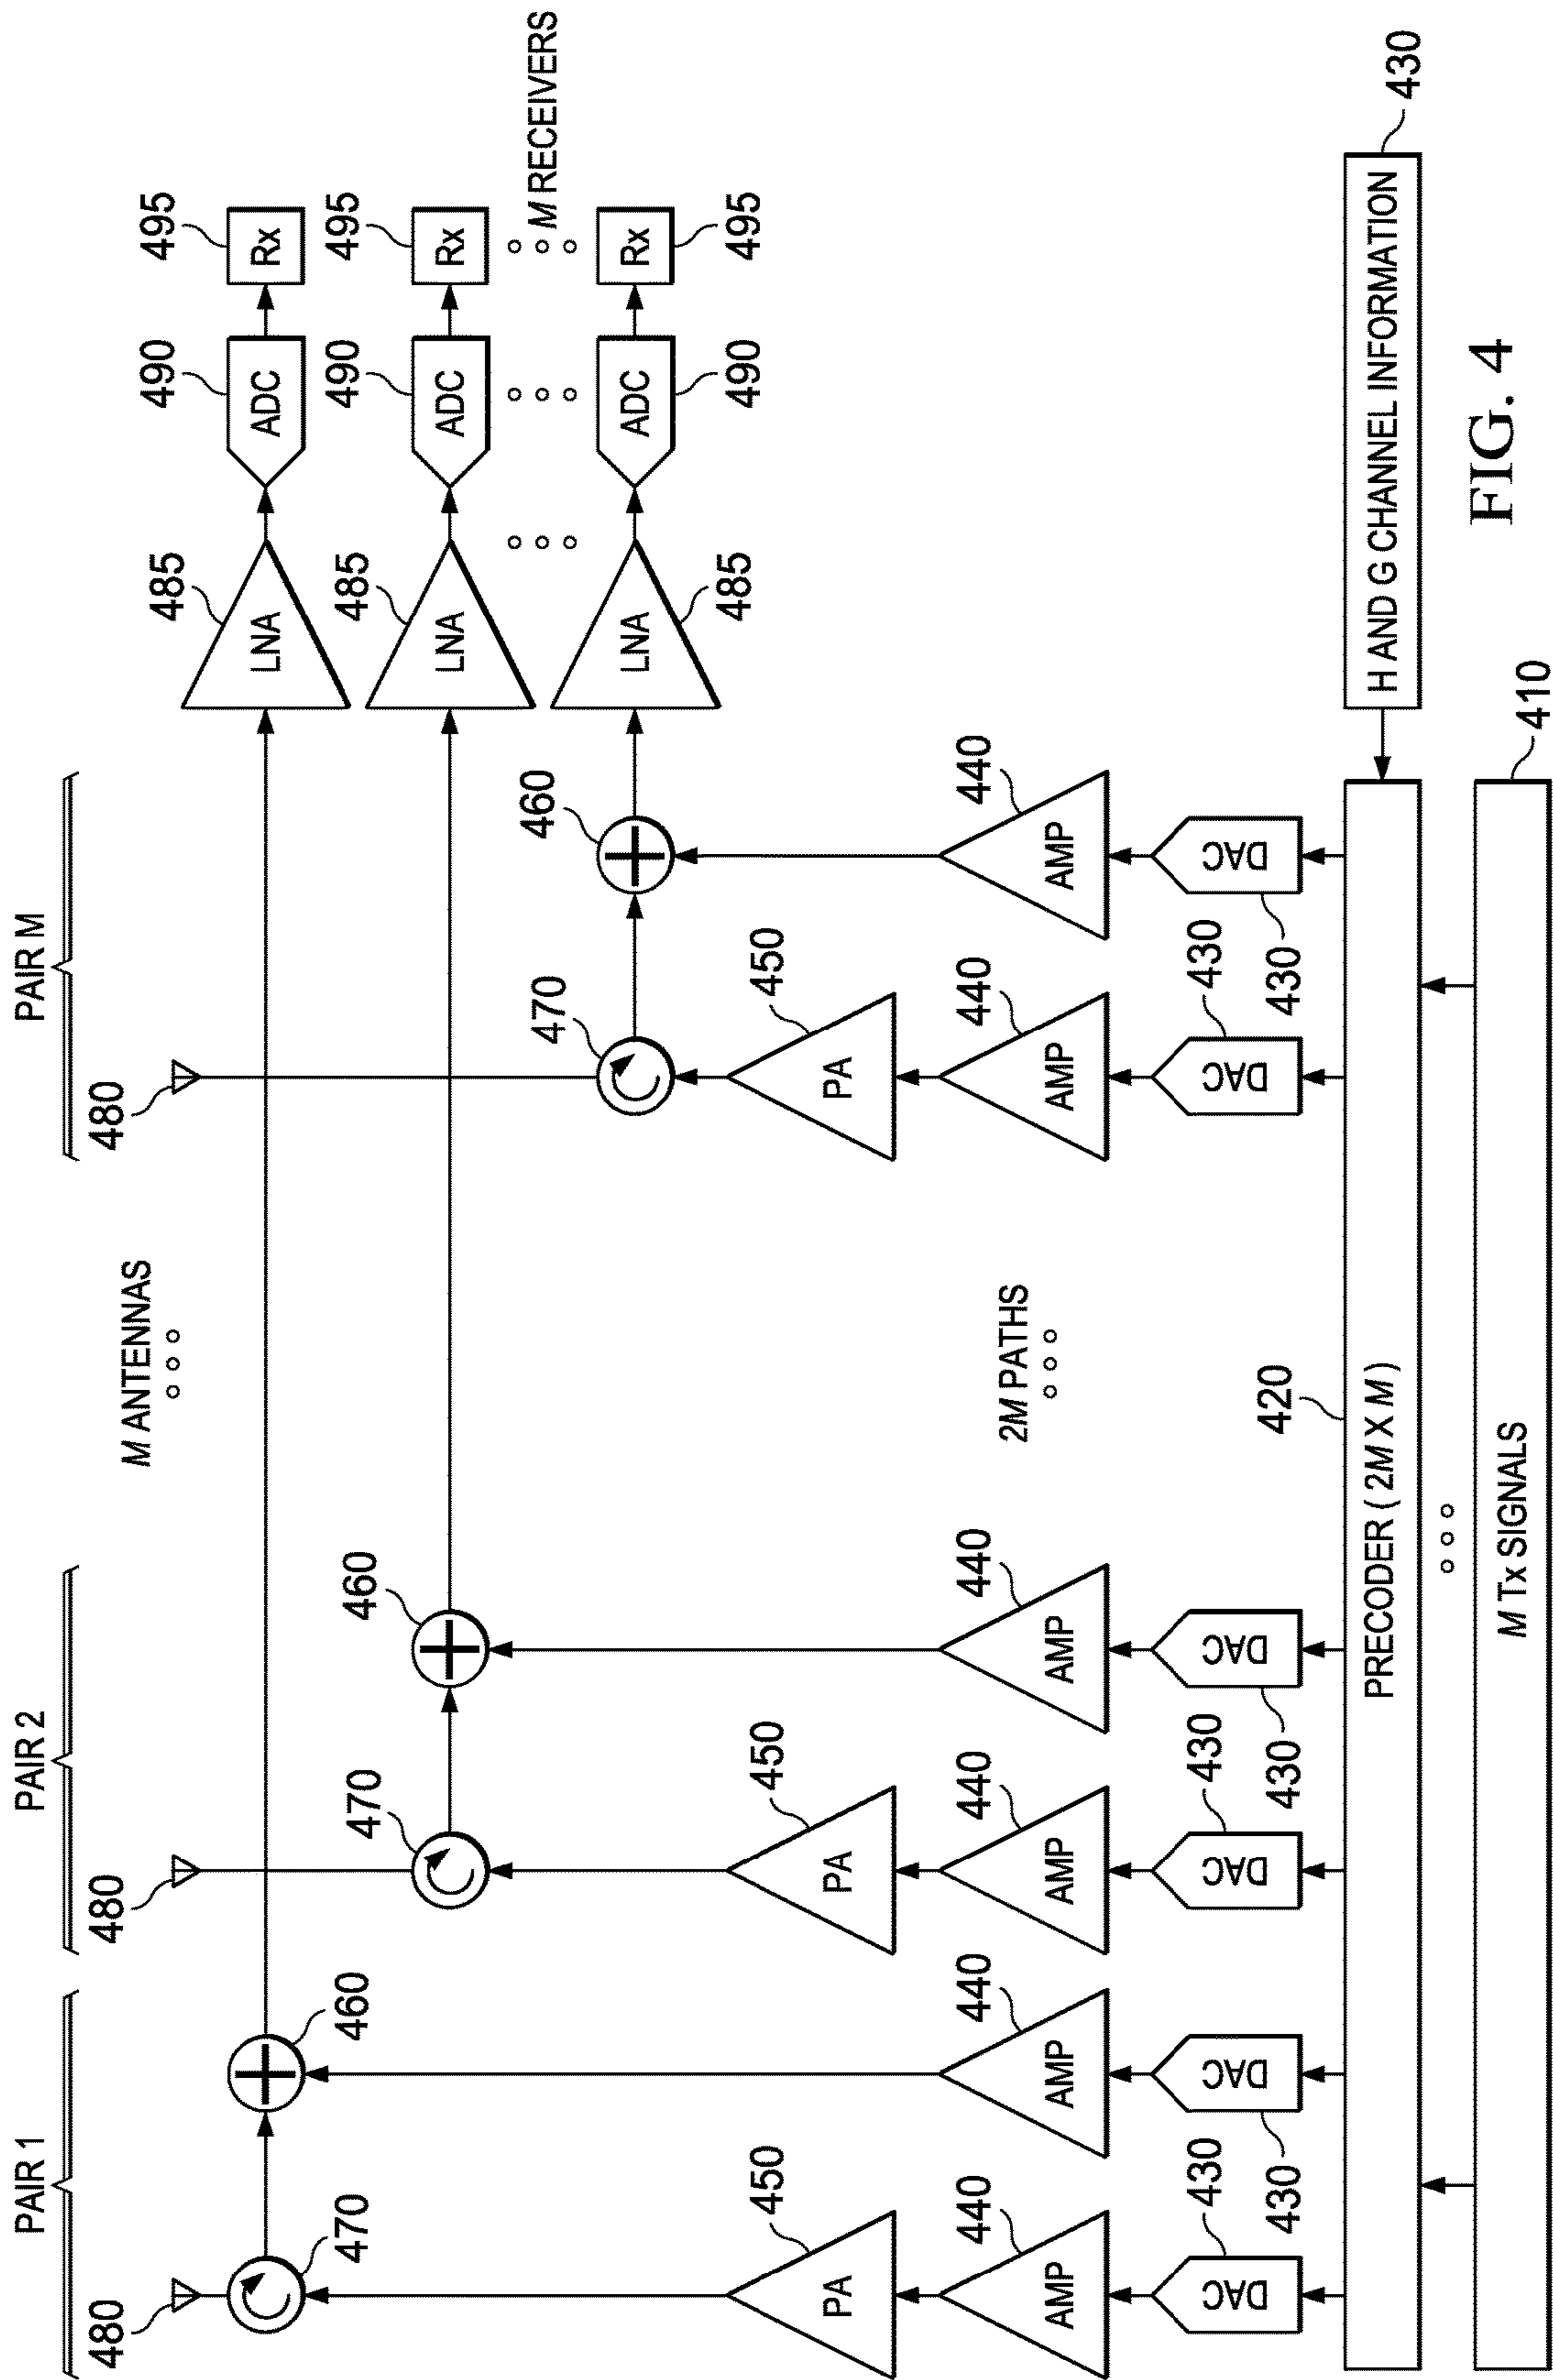 PAIR 1
PAIR 2
PAIR M
480
480
480
M ANTENNAS
470
460
470
460
470
460
485
490
495
LNA
ADC
Rx
485
490
495
LNA
ADC
Rx
M RECEIVERS
LNA
ADC
Rx
485
490
495
450
450
450
PA
PA
PA
2M PATHS
440
440
440
440
440
440
AMP
AMP
AMP
AMP
AMP
AMP
430
430
430
DAC
DAC
DAC
DAC
DAC
DAC
430
430
430
420
PRECODER ( 2M X M )
H AND G CHANNEL INFORMATION
430
M Tx SIGNALS
410
FIG. 4